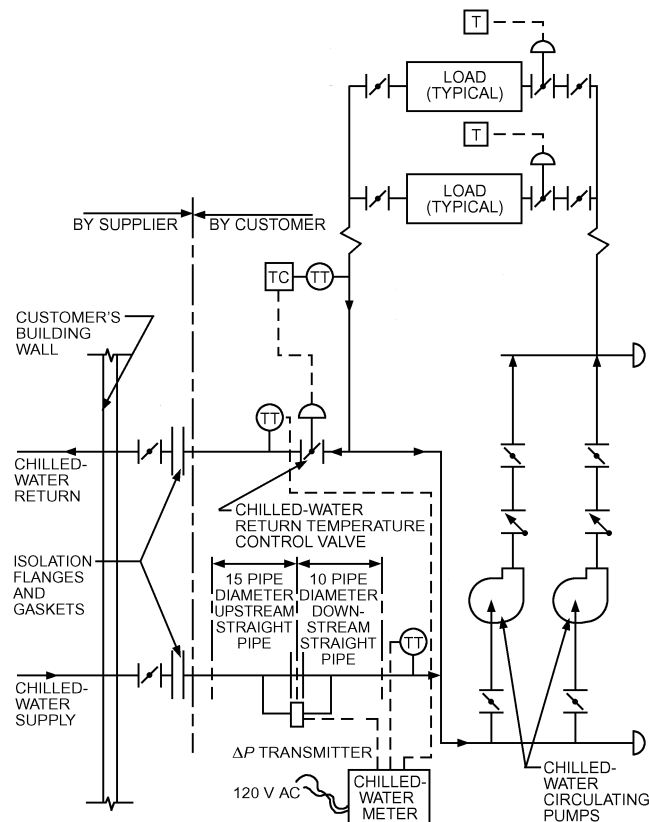 T
LOAD
(TYPICAL)
T
LOAD
(TYPICAL)
BY SUPPLIER
BY CUSTOMER
TC
TT
CUSTOMER'S
BUILDING
WALL
TT
CHILLED-
WATER
RETURN
CHILLED-WATER
RETURN TEMPERATURE
CONTROL VALVE
ISOLATION
FLANGES
AND
GASKETS
15 PIPE
DIAMETER
UPSTREAM
STRAIGHT
PIPE
10 PIPE
DIAMETER
DOWN-
STREAM
STRAIGHT
PIPE
TT
CHILLED-
WATER
SUPPLY
ΔP TRANSMITTER
120 V AC
CHILLED-
WATER
METER
CHILLED-
WATER
CIRCULATING
PUMPS